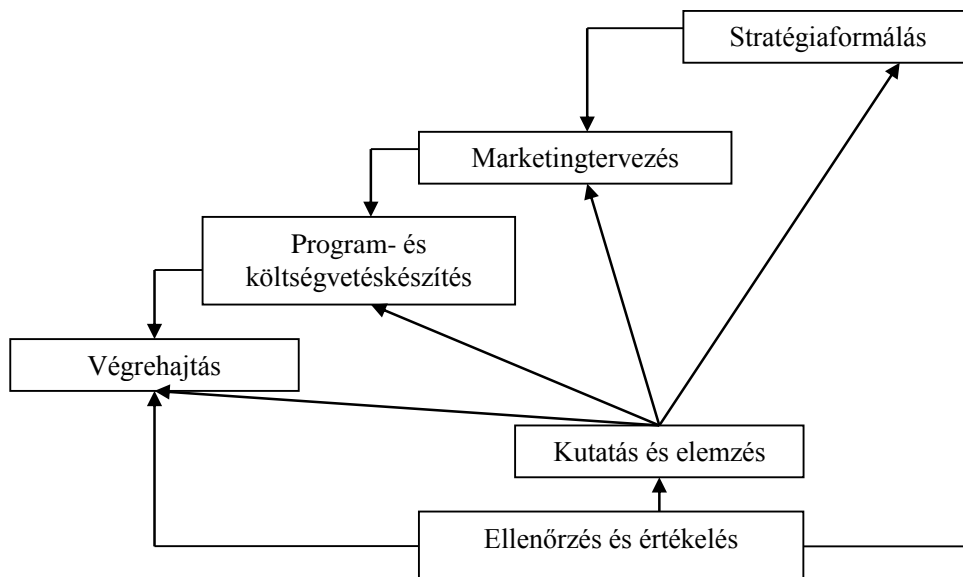 Stratégiaformálás
Marketingtervezés
Program- és
költségvetéskészítés
Végrehajtás
Kutatás és elemzés
Ellenőrzés és értékelés